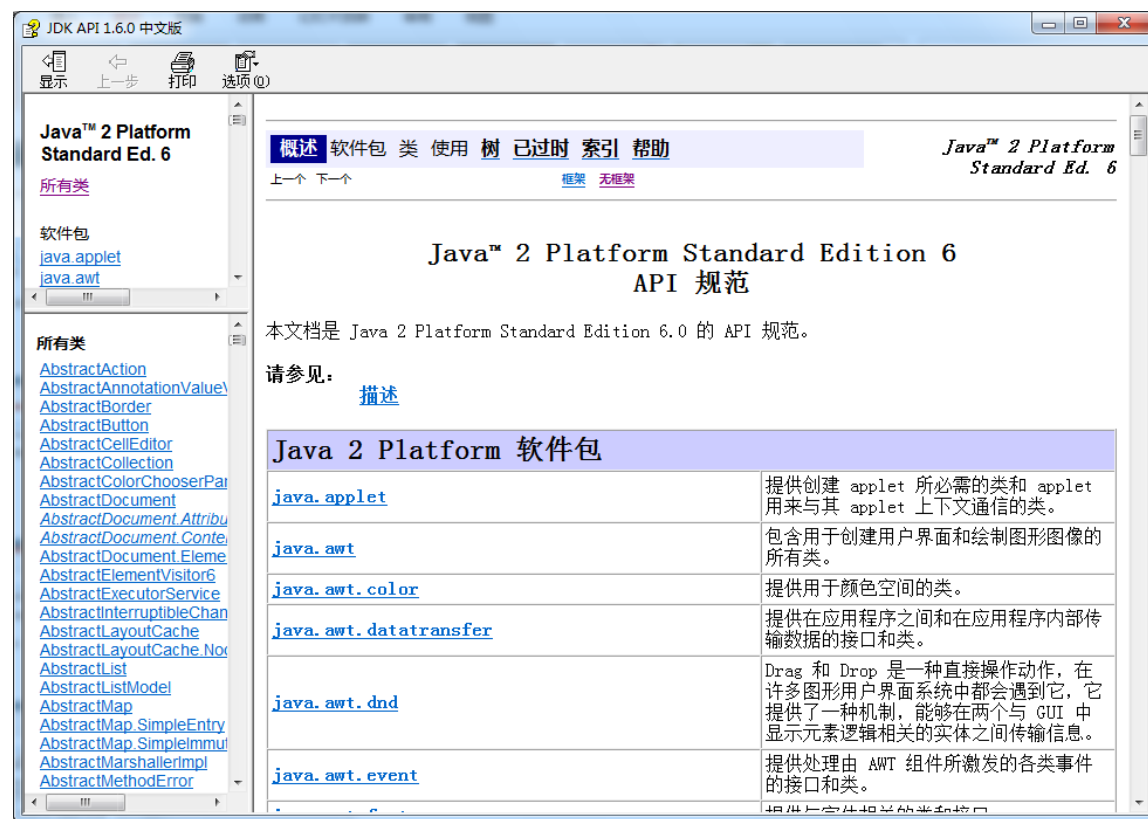 JDK API 1.6.0 中文版
显示 上一步 打印 选项(O)
Java™ 2 Platform
Standard Ed. 6
所有类
软件包
java.applet
java.awt
所有类
AbstractAction
AbstractAnnotationValueV
AbstractBorder
AbstractButton
AbstractCellEditor
AbstractCollection
AbstractColorChooserPan
AbstractDocument
AbstractDocument.Attribu
AbstractDocument.Conter
AbstractDocument.Eleme
AbstractElementVisitor6
AbstractExecutorService
AbstractInterruptibleChan
AbstractLayoutCache
AbstractLayoutCache.Noc
AbstractList
AbstractListModel
AbstractMap
AbstractMap.SimpleEntry
AbstractMap.SimpleImmut
AbstractMarshallerImpl
AbstractMethodError
概述 软件包 类 使用 树 已过时 索引 帮助
Java™ 2 Platform
Standard Ed. 6
上一个 下一个 框架 无框架
Java™ 2 Platform Standard Edition 6
API 规范
本文档是 Java 2 Platform Standard Edition 6.0 的 API 规范。
请参见:
描述
Java 2 Platform 软件包
java.applet
提供创建 applet 所必需的类和 applet
用来与其 applet 上下文通信的类。
java.awt
包含用于创建用户界面和绘制图形图像的
所有类。
java.awt.color
提供用于颜色空间的类。
java.awt.datatransfer
提供在应用程序之间和在应用程序内部传
输数据的接口和类。
java.awt.dnd
Drag 和 Drop 是一种直接操作动作，在
许多图形用户界面系统中都会遇到它，它
提供了一种机制，能够在两个与 GUI 中
显示元素逻辑相关的实体之间传输信息。
java.awt.event
提供处理由 AWT 组件所激发的各类事件
的接口和类。